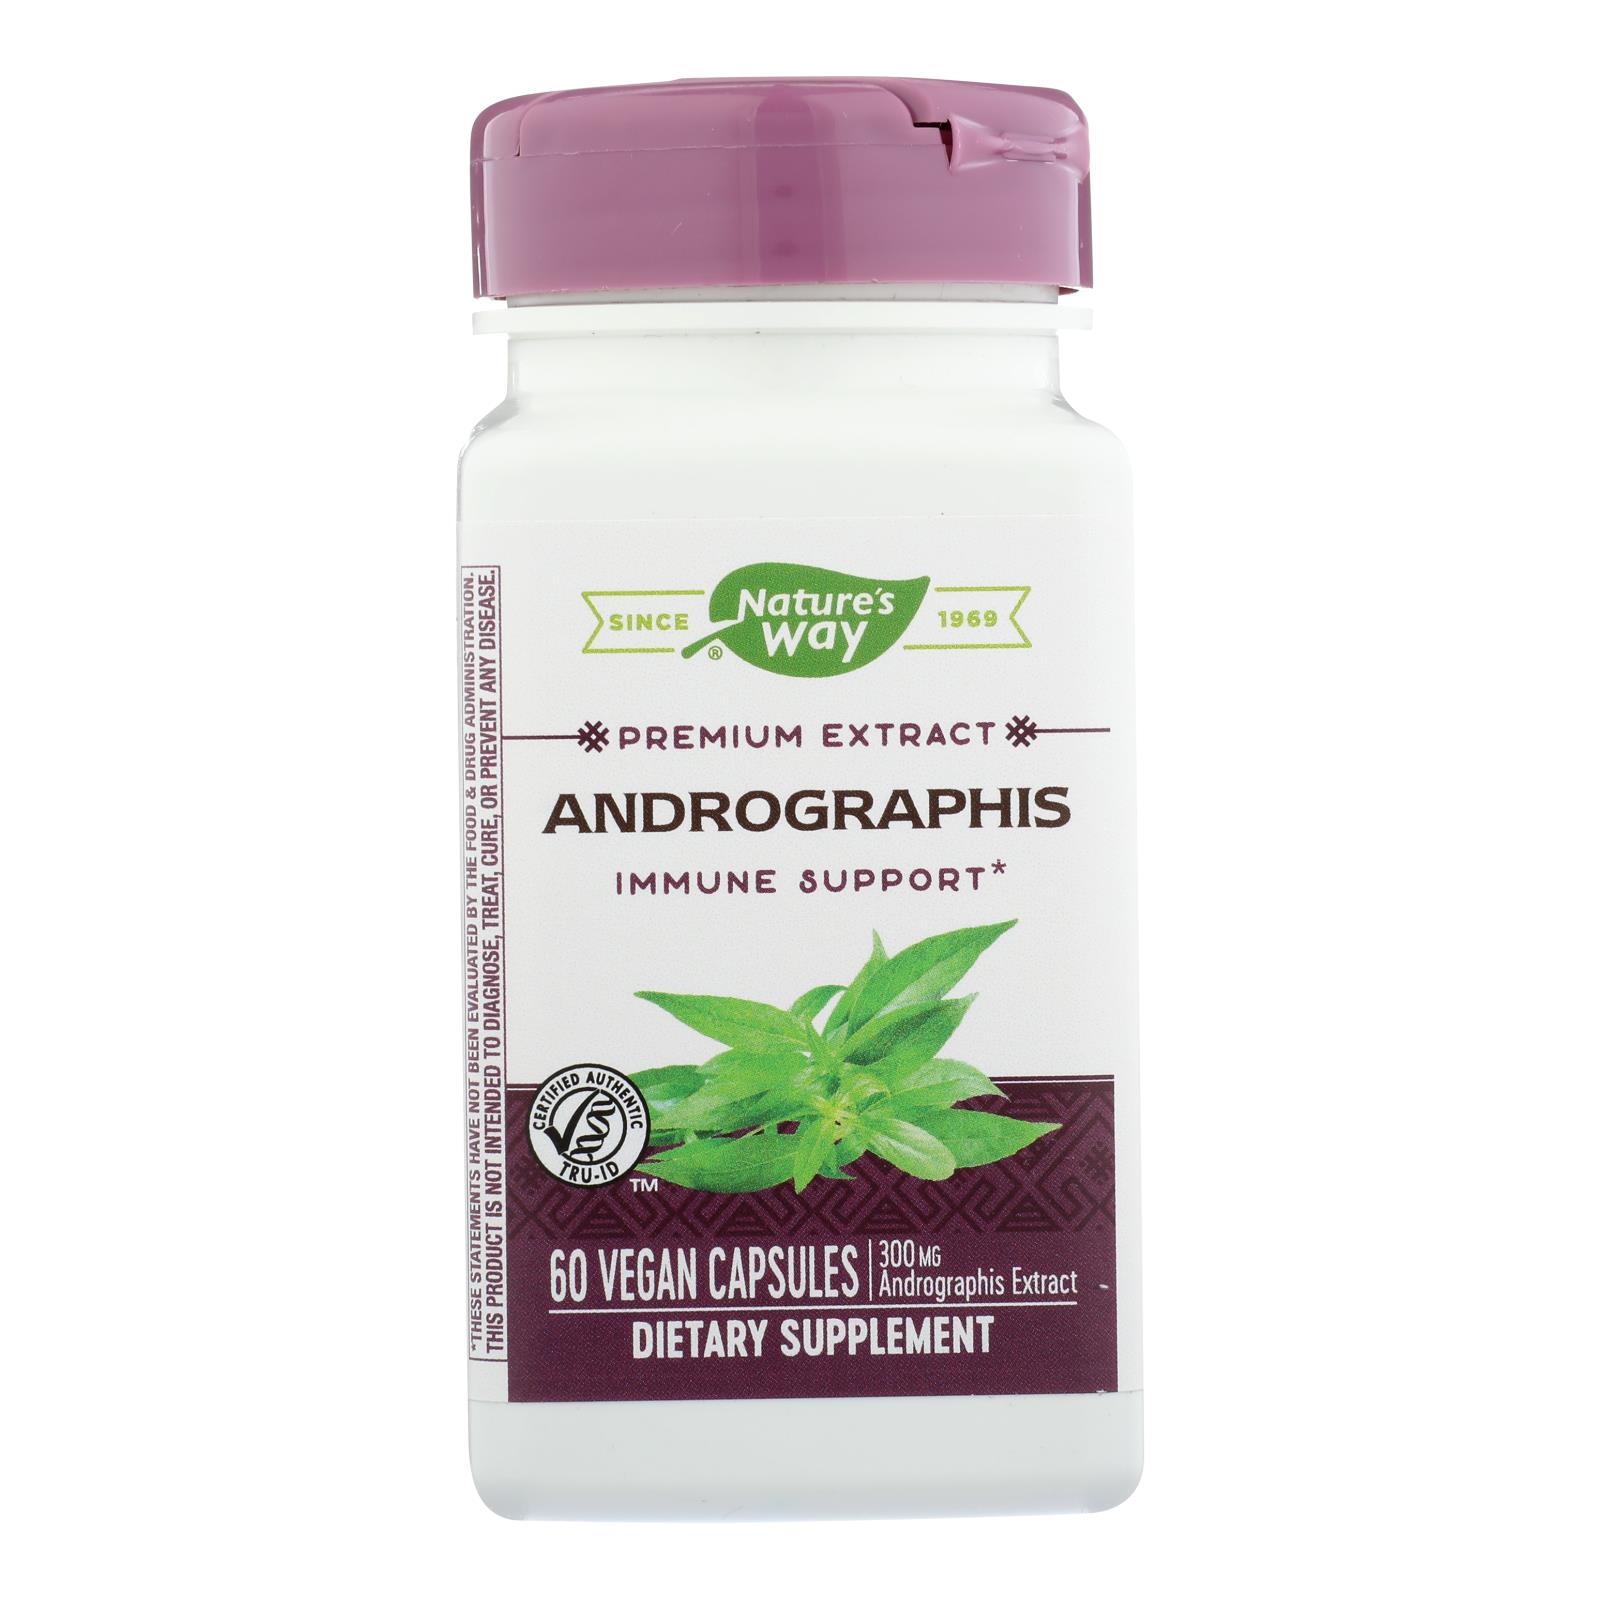 SINCE
Nature's
Way
®
1969
PREMIUM EXTRACT
ANDROGRAPHIS
IMMUNE SUPPORT*
CERTIFIED AUTHENTIC
TRU-ID
TM
60 VEGAN CAPSULES
300 MG
Andrographis Extract
DIETARY SUPPLEMENT
*THESE STATEMENTS HAVE NOT BEEN EVALUATED BY THE FOOD & DRUG ADMINISTRATION.
THIS PRODUCT IS NOT INTENDED TO DIAGNOSE, TREAT, CURE, OR PREVENT ANY DISEASE.